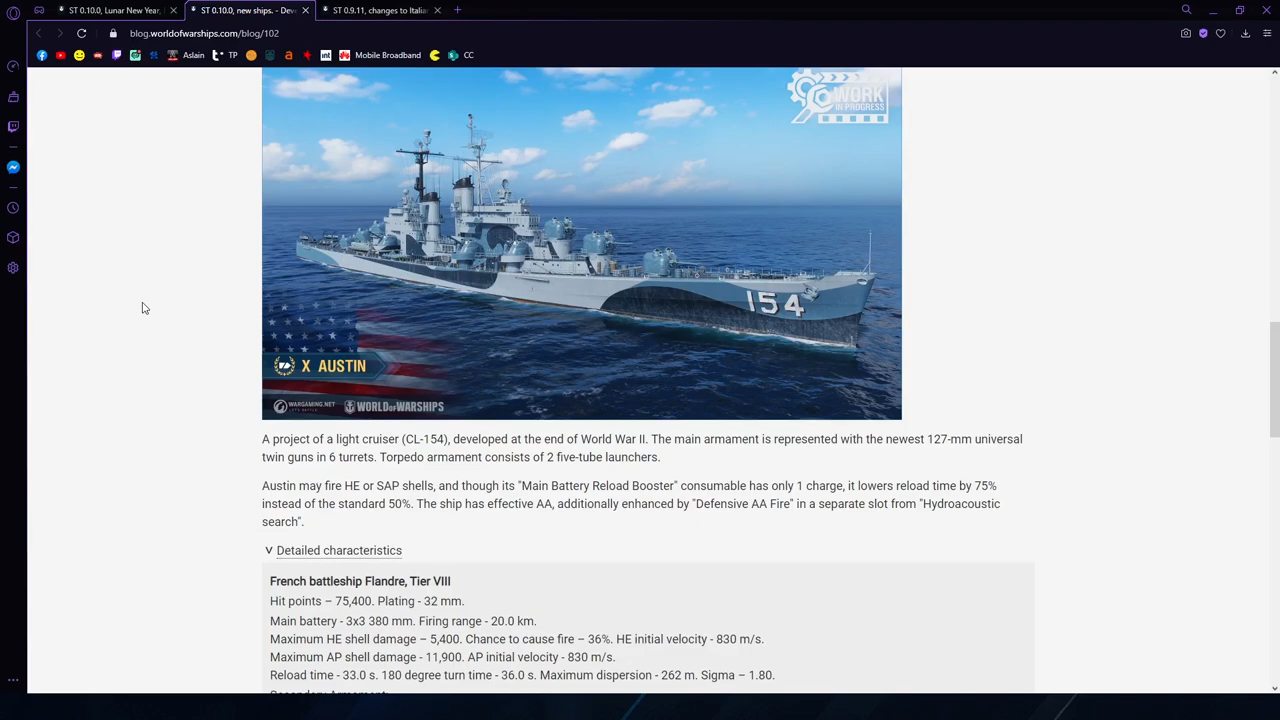 ST 0.10.0, Lunar New Year,
ST 0.10.0, new ships. - Dev
ST 0.9.11, changes to Italian
blog.worldofwarships.com/blog/102
Aslain
TP
int
Mobile Broadband
CC
WORK
IN PROGRESS
154
X AUSTIN
WARGAMING.NET
LET'S BATTLE
WORLD OF WARSHIPS
A project of a light cruiser (CL-154), developed at the end of World War II. The main armament is represented with the newest 127-mm universal
twin guns in 6 turrets. Torpedo armament consists of 2 five-tube launchers.
Austin may fire HE or SAP shells, and though its "Main Battery Reload Booster" consumable has only 1 charge, it lowers reload time by 75%
instead of the standard 50%. The ship has effective AA, additionally enhanced by "Defensive AA Fire" in a separate slot from "Hydroacoustic
search".
Detailed characteristics
French battleship Flandre, Tier VIII
Hit points – 75,400. Plating - 32 mm.
Main battery - 3x3 380 mm. Firing range - 20.0 km.
Maximum HE shell damage – 5,400. Chance to cause fire – 36%. HE initial velocity - 830 m/s.
Maximum AP shell damage - 11,900. AP initial velocity - 830 m/s.
Reload time - 33.0 s. 180 degree turn time - 36.0 s. Maximum dispersion - 262 m. Sigma – 1.80.
Secondary Armament: